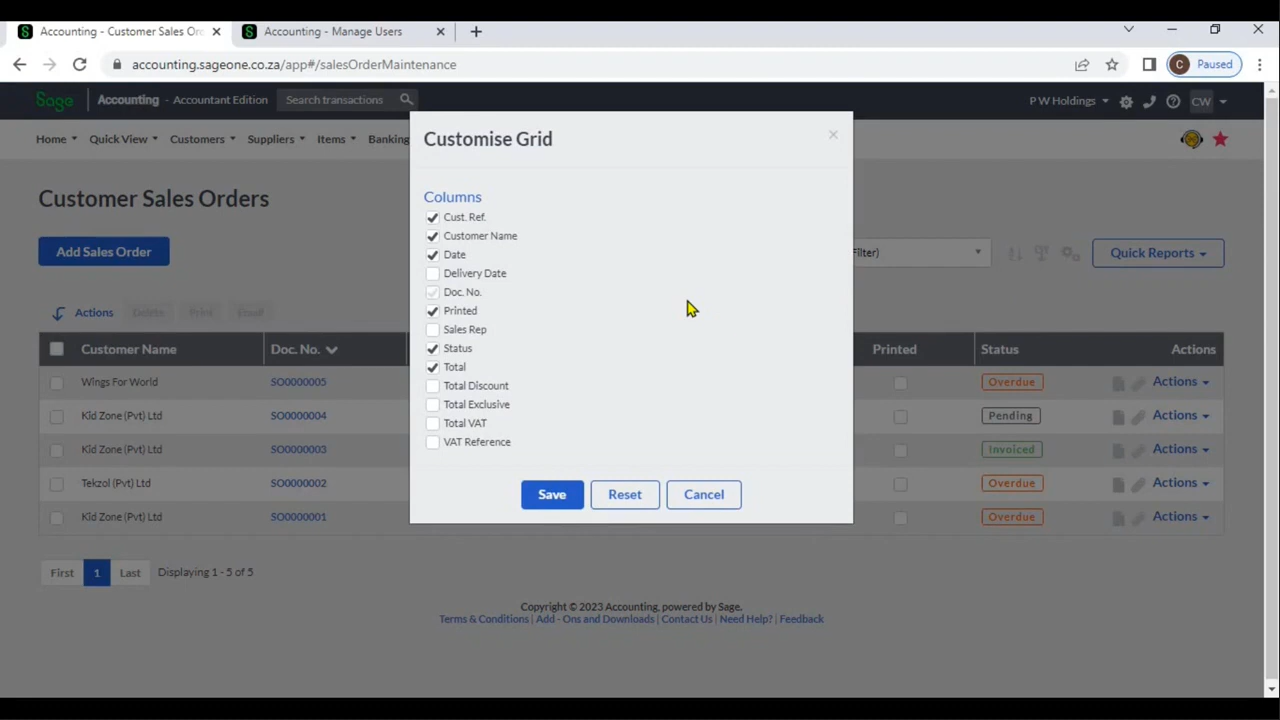 Accounting - Customer Sales Or
Accounting - Manage Users
accounting.sageone.co.za/app#/salesOrderMaintenance
C Paused
Sage Accounting - Accountant Edition Search transactions P W Holdings CW
Home Quick View Customers Suppliers Items Banking
Customise Grid
Customer Sales Orders
Columns
Cust. Ref.
Customer Name
Date
Delivery Date
Doc. No.
Printed
Sales Rep
Status
Total
Total Discount
Total Exclusive
Total VAT
VAT Reference
Save Reset Cancel
Add Sales Order
Filter)
Quick Reports
Actions Delete Print Email
Customer Name Doc. No. Printed Status Actions
Wings For World SO0000005 Overdue Actions
Kid Zone (Pvt) Ltd SO0000004 Pending Actions
Kid Zone (Pvt) Ltd SO0000003 Invoiced Actions
Tekzol (Pvt) Ltd SO0000002 Overdue Actions
Kid Zone (Pvt) Ltd SO0000001 Overdue Actions
First 1 Last Displaying 1 - 5 of 5
Copyright © 2023 Accounting, powered by Sage.
Terms & Conditions | Add - Ons and Downloads | Contact Us | Need Help? | Feedback